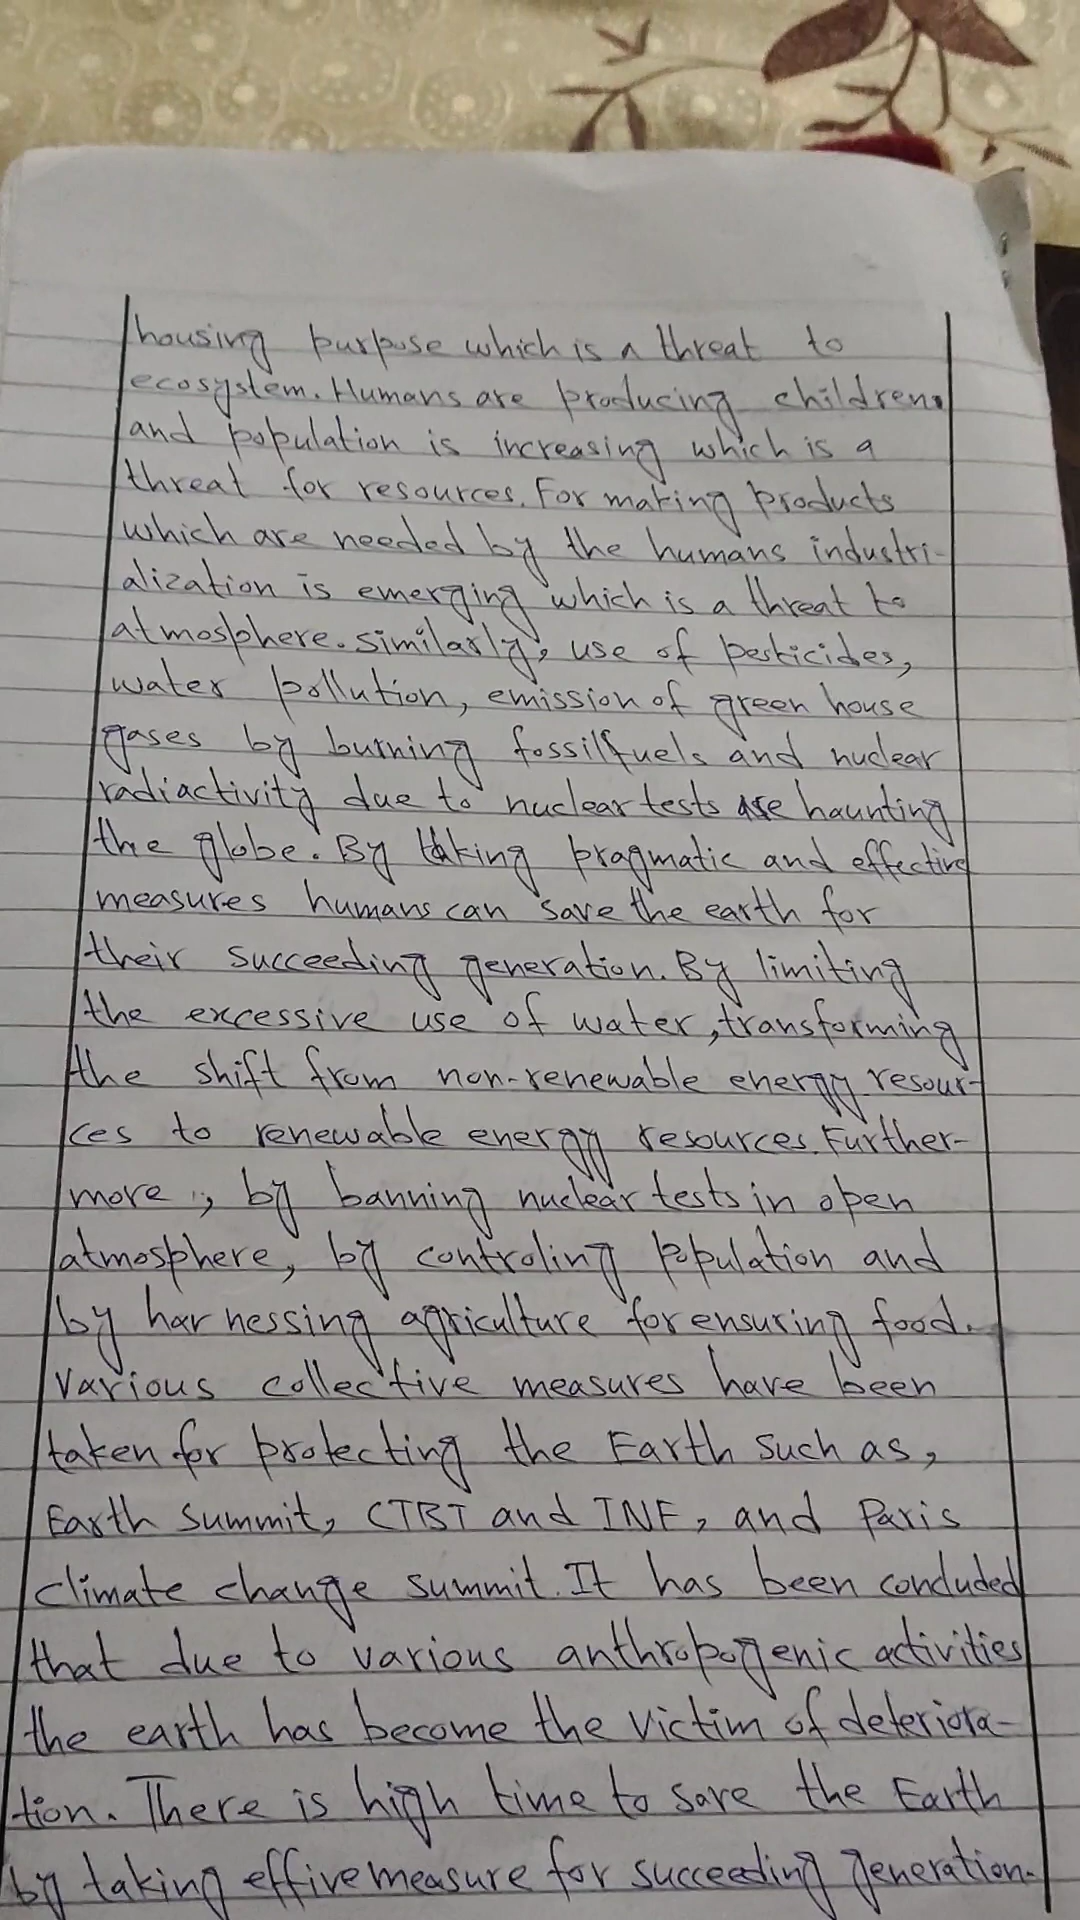 housing purpose which is a threat to
ecosystem. Humans are producing children,
and population is increasing which is a
threat for resources. For making products
which are needed by the humans industri-
alization is emerging which is a threat to
atmosphere. Similarly, use of pesticides,
water pollution, emission of green house
gases by burning fossilfuels and nuclear
radiactivity due to nuclear tests are haunting
the globe. By taking pragmatic and effective
measures humans can save the earth for
their succeeding generation. By limiting
the excessive use of water, transforming
the shift from non-renewable energy resour-
ces to renewable energy resources. Further-
more, by banning nuclear tests in open
atmosphere, by controling population and
by harnessing agriculture for ensuring food.
Various collective measures have been
taken for protecting the Earth such as,
Earth Summit, CTBT and INF, and Paris
climate change summit. It has been concluded
that due to various anthropogenic activities
the earth has become the victim of deteriora-
tion. There is high time to save the Earth
by taking effive measure for succeeding generation.